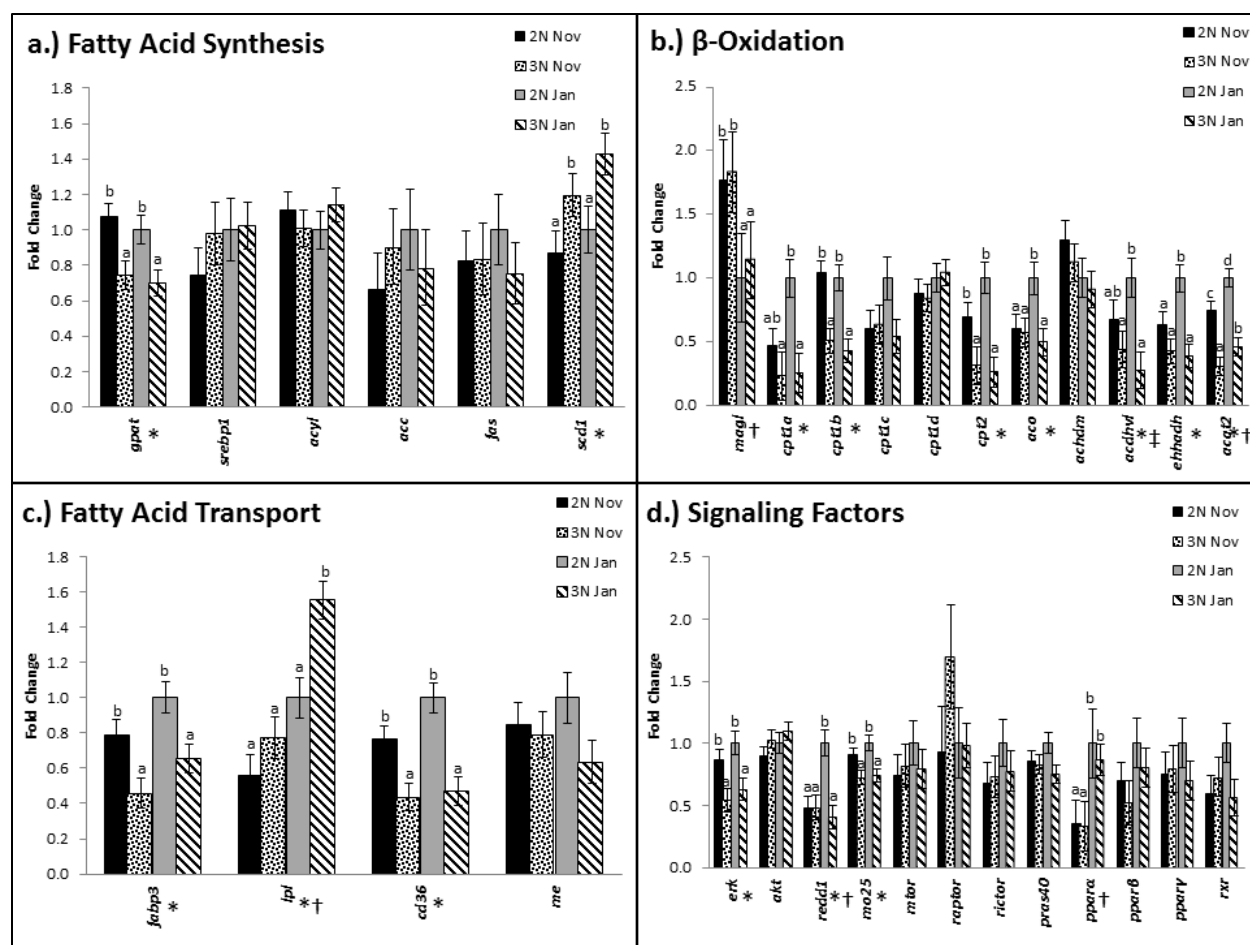 a.) Fatty Acid Synthesis
2N Nov
3N Nov
2N Jan
3N Jan
Fold Change
1.8
1.6
1.4
1.2
1.0
0.8
0.6
0.4
0.2
0.0
b a b a
a b a b
gpat * srebp1 acyl acc fas scd1 *
b.) β-Oxidation
2N Nov
3N Nov
2N Jan
3N Jan
Fold Change
2.5
2.0
1.5
1.0
0.5
0.0
b b a a
ab a b a
b a b a
b a b a
a a b a
ab a b a
b a b a
c a d b
magl † cpt1a * cpt1b * cpt1c cpt1d cpt2 * aco * achdm acdhvl *‡ ehhadh * acat2 *†
c.) Fatty Acid Transport
2N Nov
3N Nov
2N Jan
3N Jan
Fold Change
1.8
1.6
1.4
1.2
1.0
0.8
0.6
0.4
0.2
0.0
b a b a
a a a b
b a b a
fabp3 * lpl *† cd36 * me
d.) Signaling Factors
2N Nov
3N Nov
2N Jan
3N Jan
Fold Change
2.5
2.0
1.5
1.0
0.5
0.0
b a b a
a a b a
b a b a
a a b b
erk * akt redd1 *† mo25 * mtor raptor rictor pras40 pparα † pparβ pparγ rxr